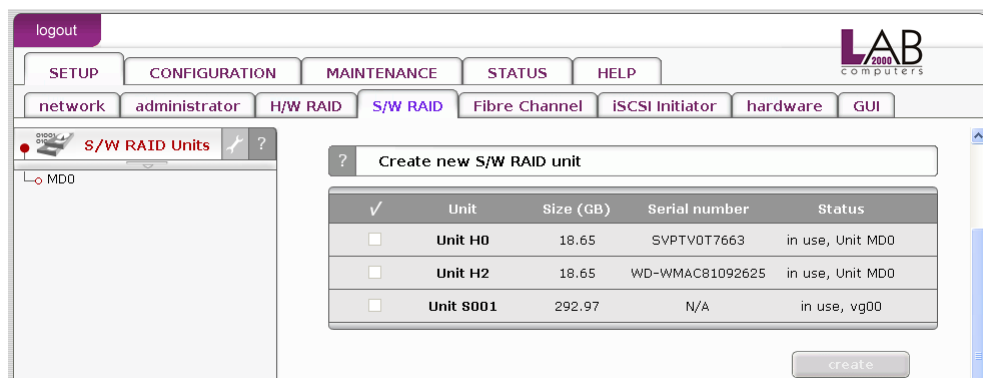 logout
LAB
2000
computers
SETUP CONFIGURATION MAINTENANCE STATUS HELP
network administrator H/W RAID S/W RAID Fibre Channel iSCSI Initiator hardware GUI
S/W RAID Units ?
MD0
? Create new S/W RAID unit
Unit Size (GB) Serial number Status
Unit H0 18.65 SVPTV0T7663 in use, Unit MD0
Unit H2 18.65 WD-WMAC81092625 in use, Unit MD0
Unit S001 292.97 N/A in use, vg00
create